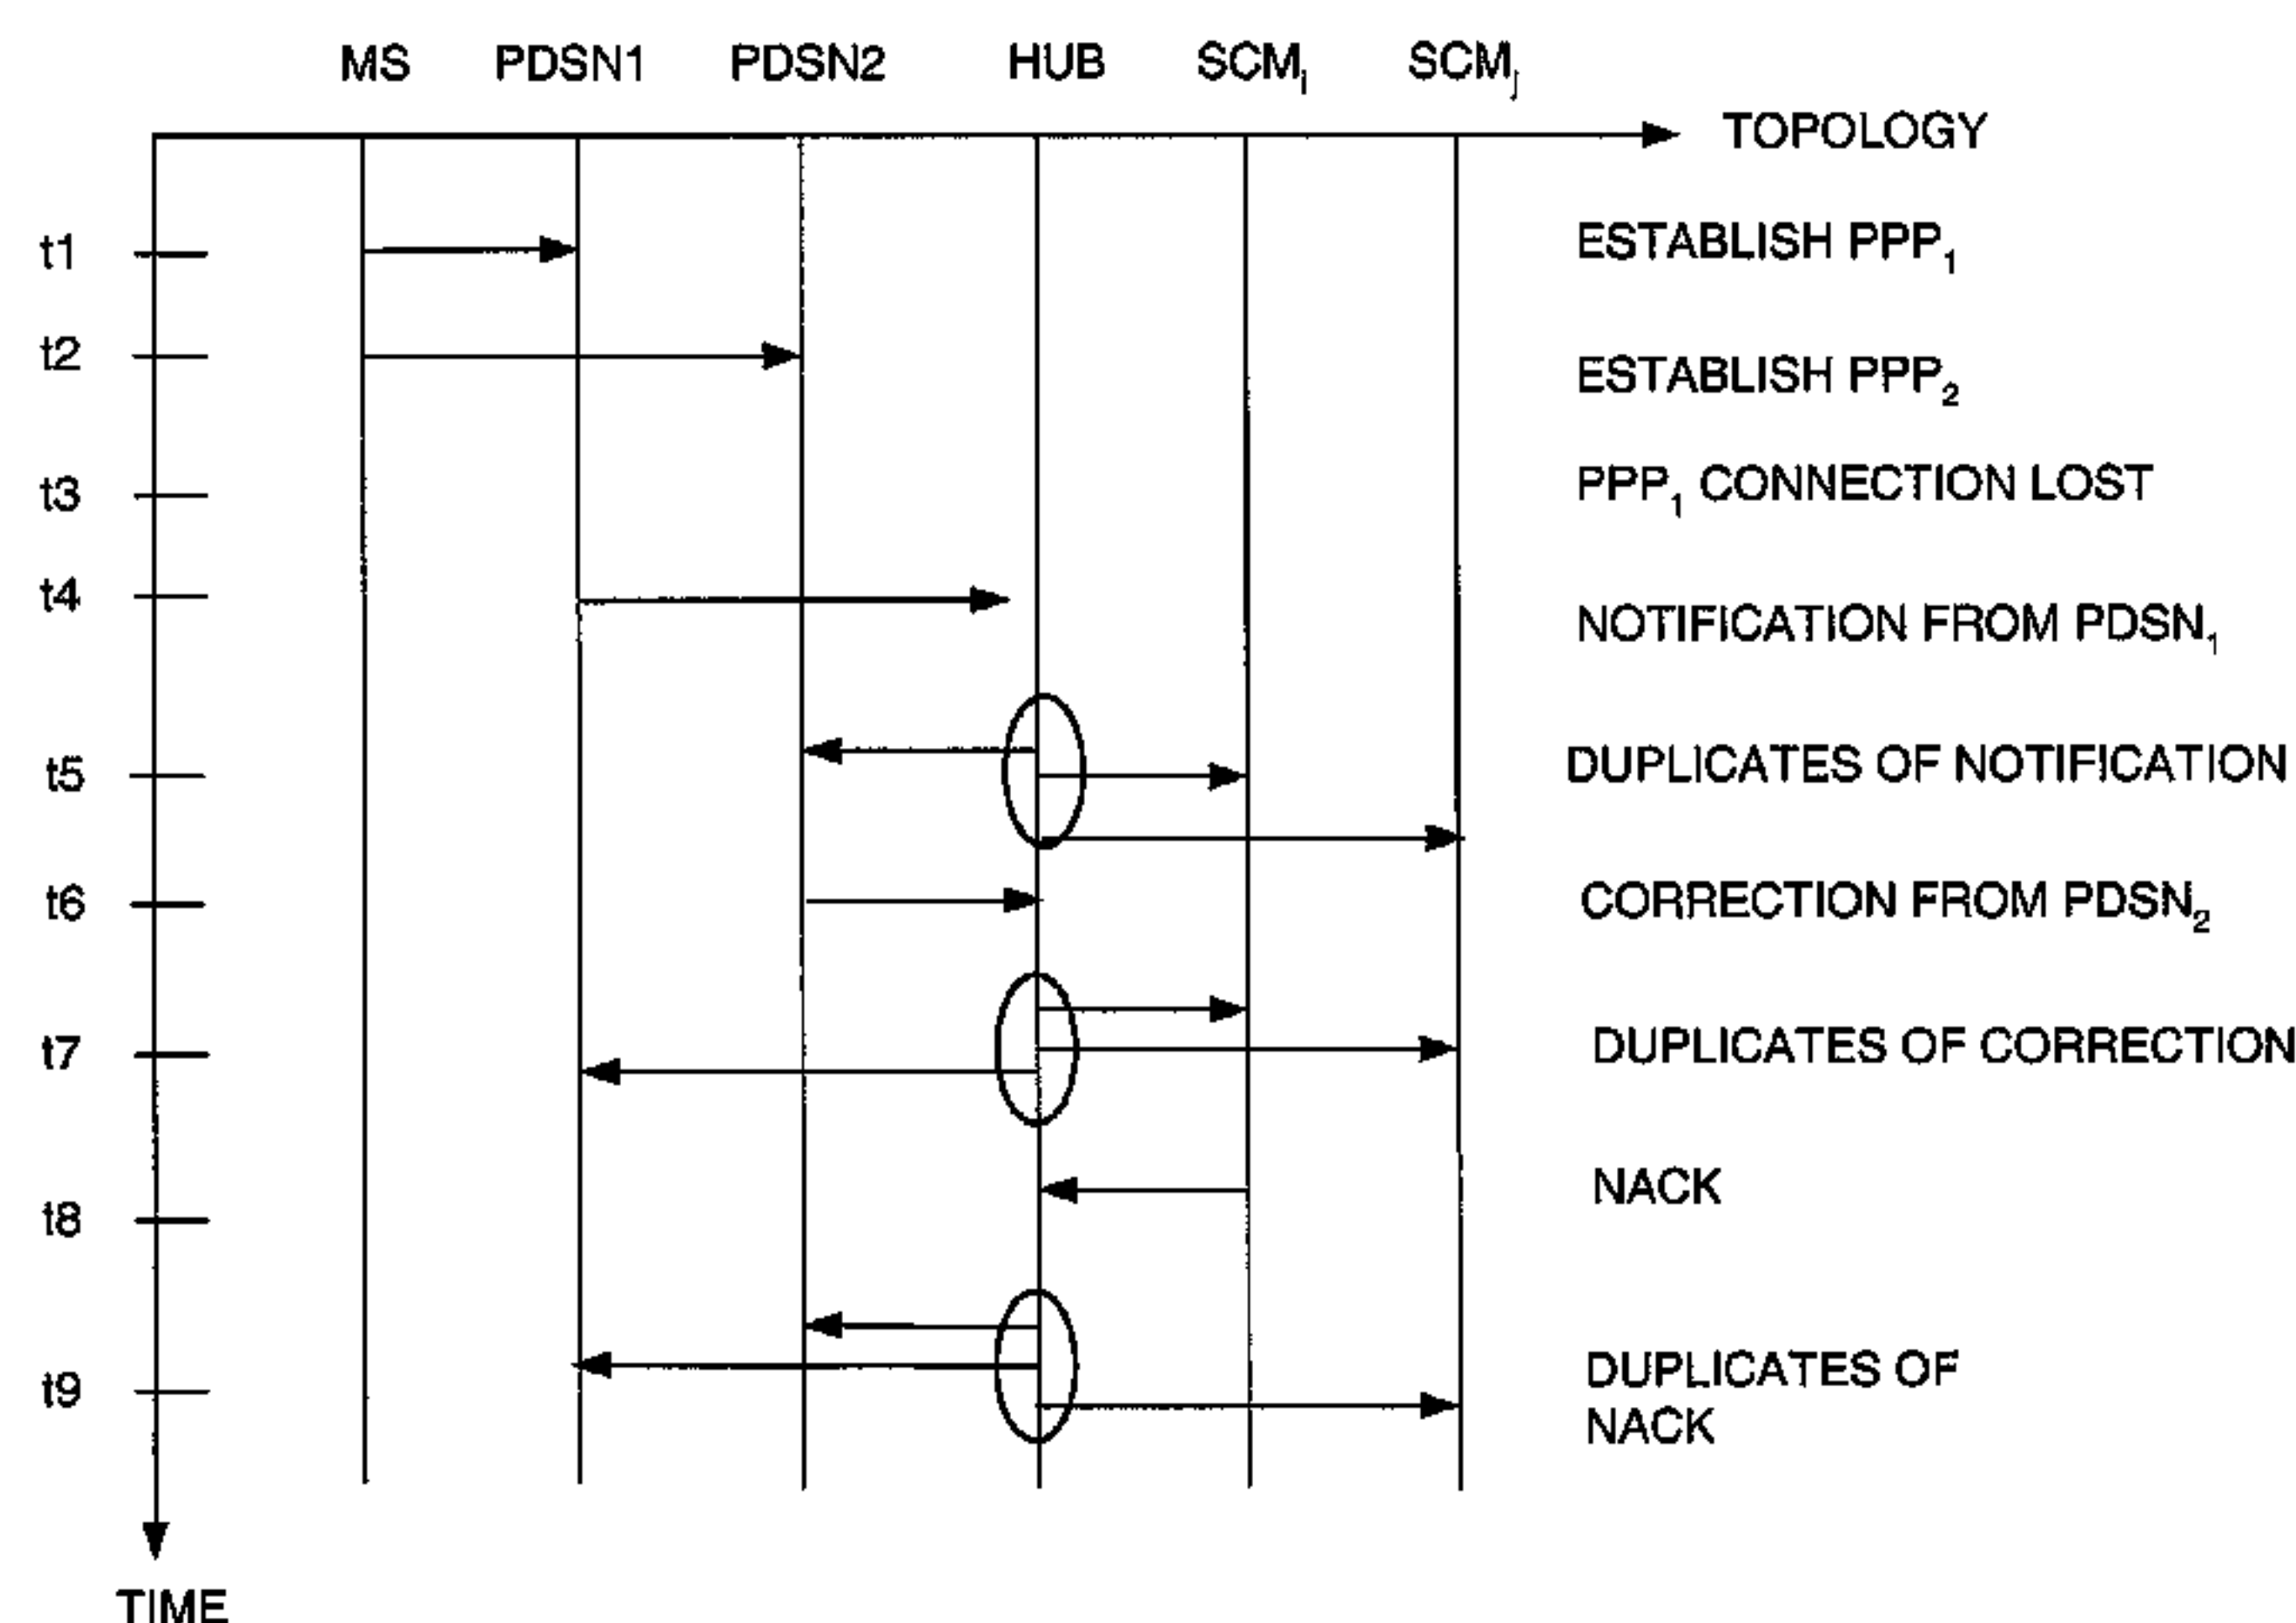 MS PDSN1 PDSN2 HUB SCMi SCMj
TOPOLOGY
t1 ESTABLISH PPP1
t2 ESTABLISH PPP2
t3 PPP1 CONNECTION LOST
t4 NOTIFICATION FROM PDSN1
t5 DUPLICATES OF NOTIFICATION
t6 CORRECTION FROM PDSN2
t7 DUPLICATES OF CORRECTION
NACK
t8
t9 DUPLICATES OF
NACK
TIME